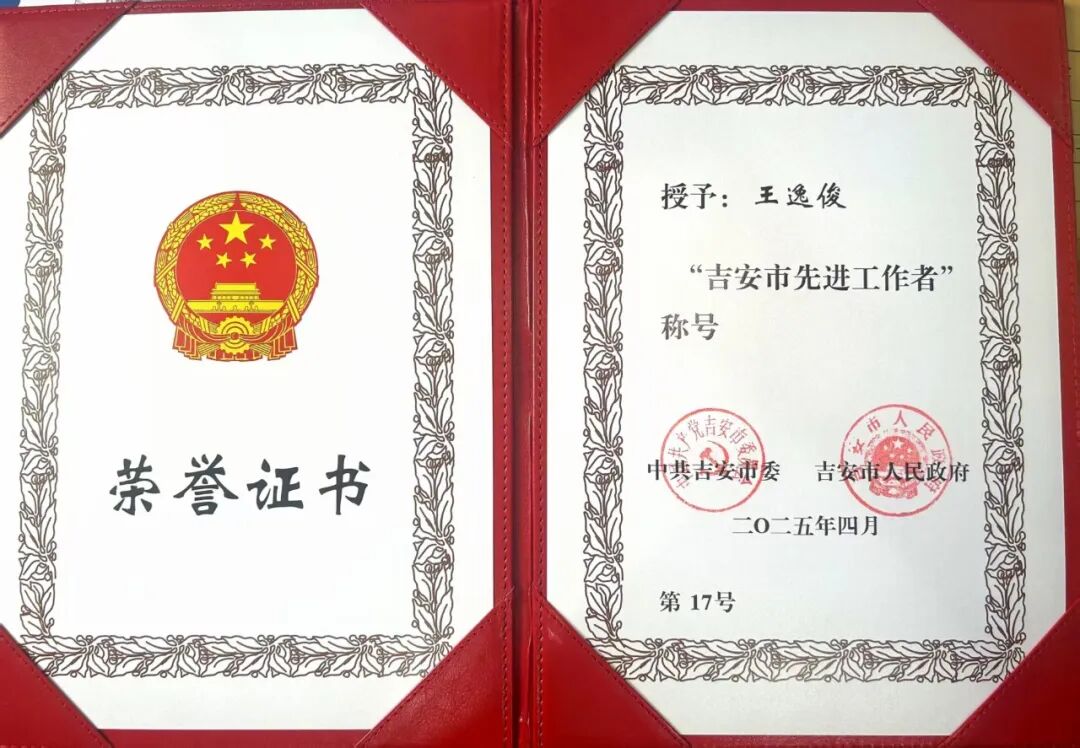 荣誉证书
授予：王逸俊
“吉安市先进工作者”
称号
中共吉安市委 吉安市人民政府
二〇二五年四月
第 17号